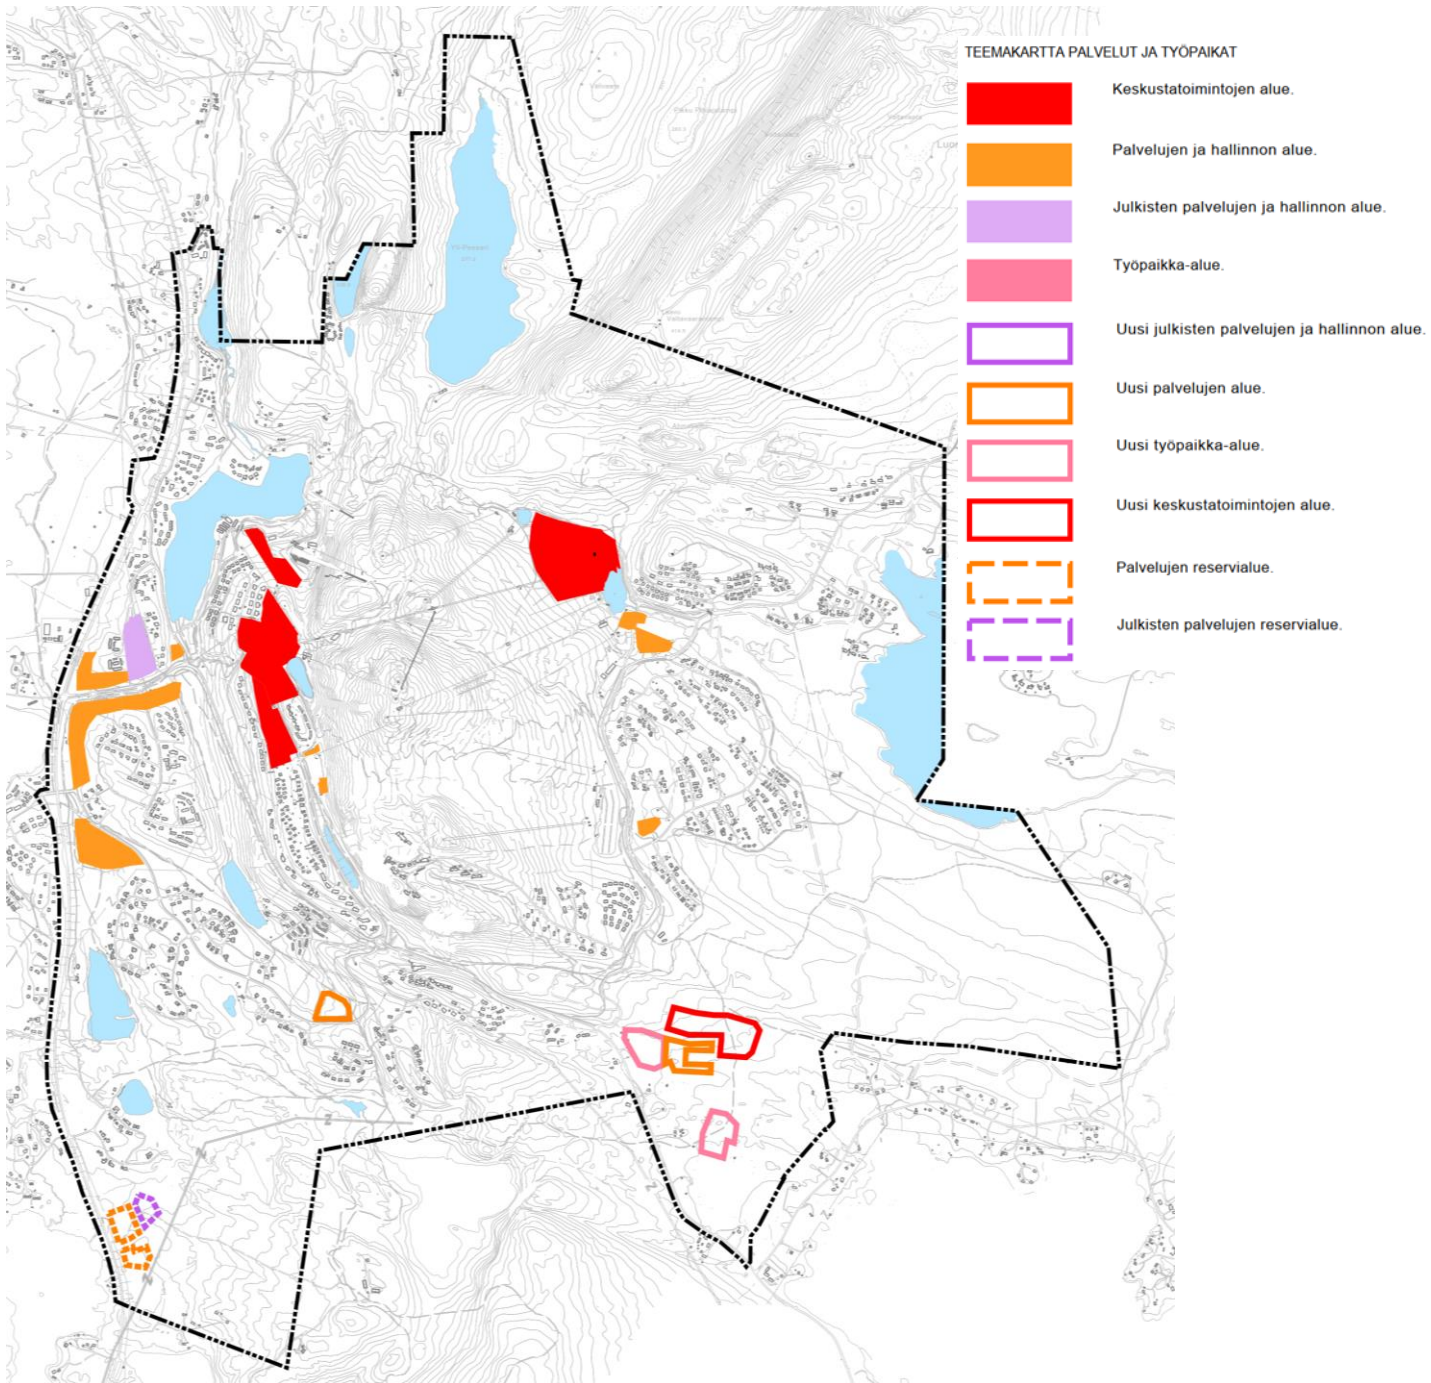 TEEMAKARTTA PALVELUT JA TYÖPAIKAT
Keskustatoimintojen alue.
Palvelujen ja hallinnon alue.
Julkisten palvelujen ja hallinnon alue.
Työpaikka-alue.
Uusi julkisten palvelujen ja hallinnon alue.
Uusi palvelujen alue.
Uusi työpaikka-alue.
Uusi keskustatoimintojen alue.
Palvelujen reservialue.
Julkisten palvelujen reservialue.